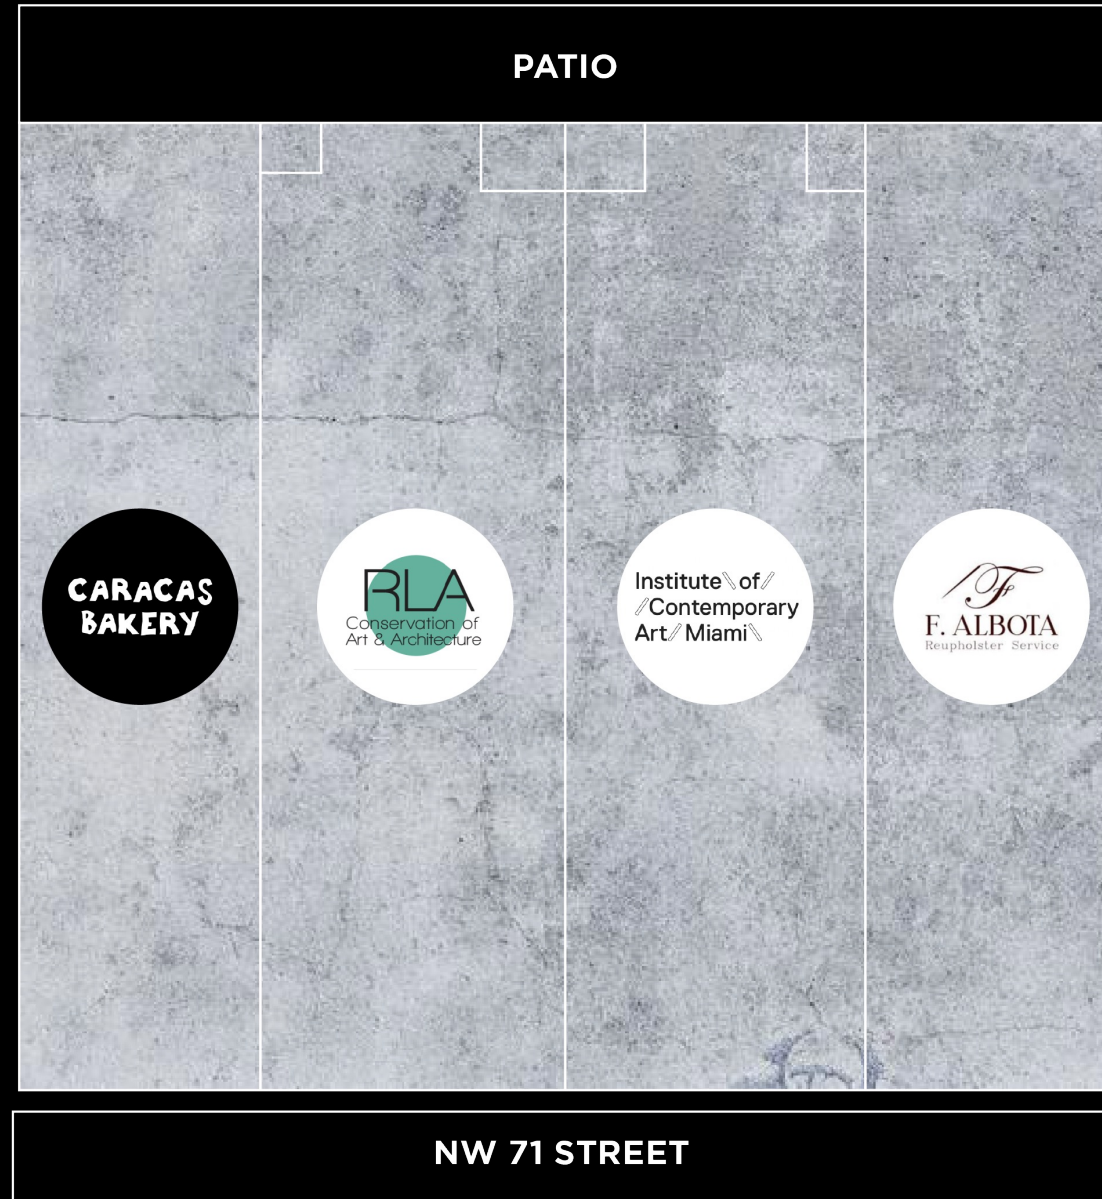 PATIO
CARACAS
BAKERY
RLA
Conservation of
Art & Architecture
Institute\ of/
/Contemporary
Art/ Miami\
F
F. ALBOTA
Reupholster Service
NW 71 STREET